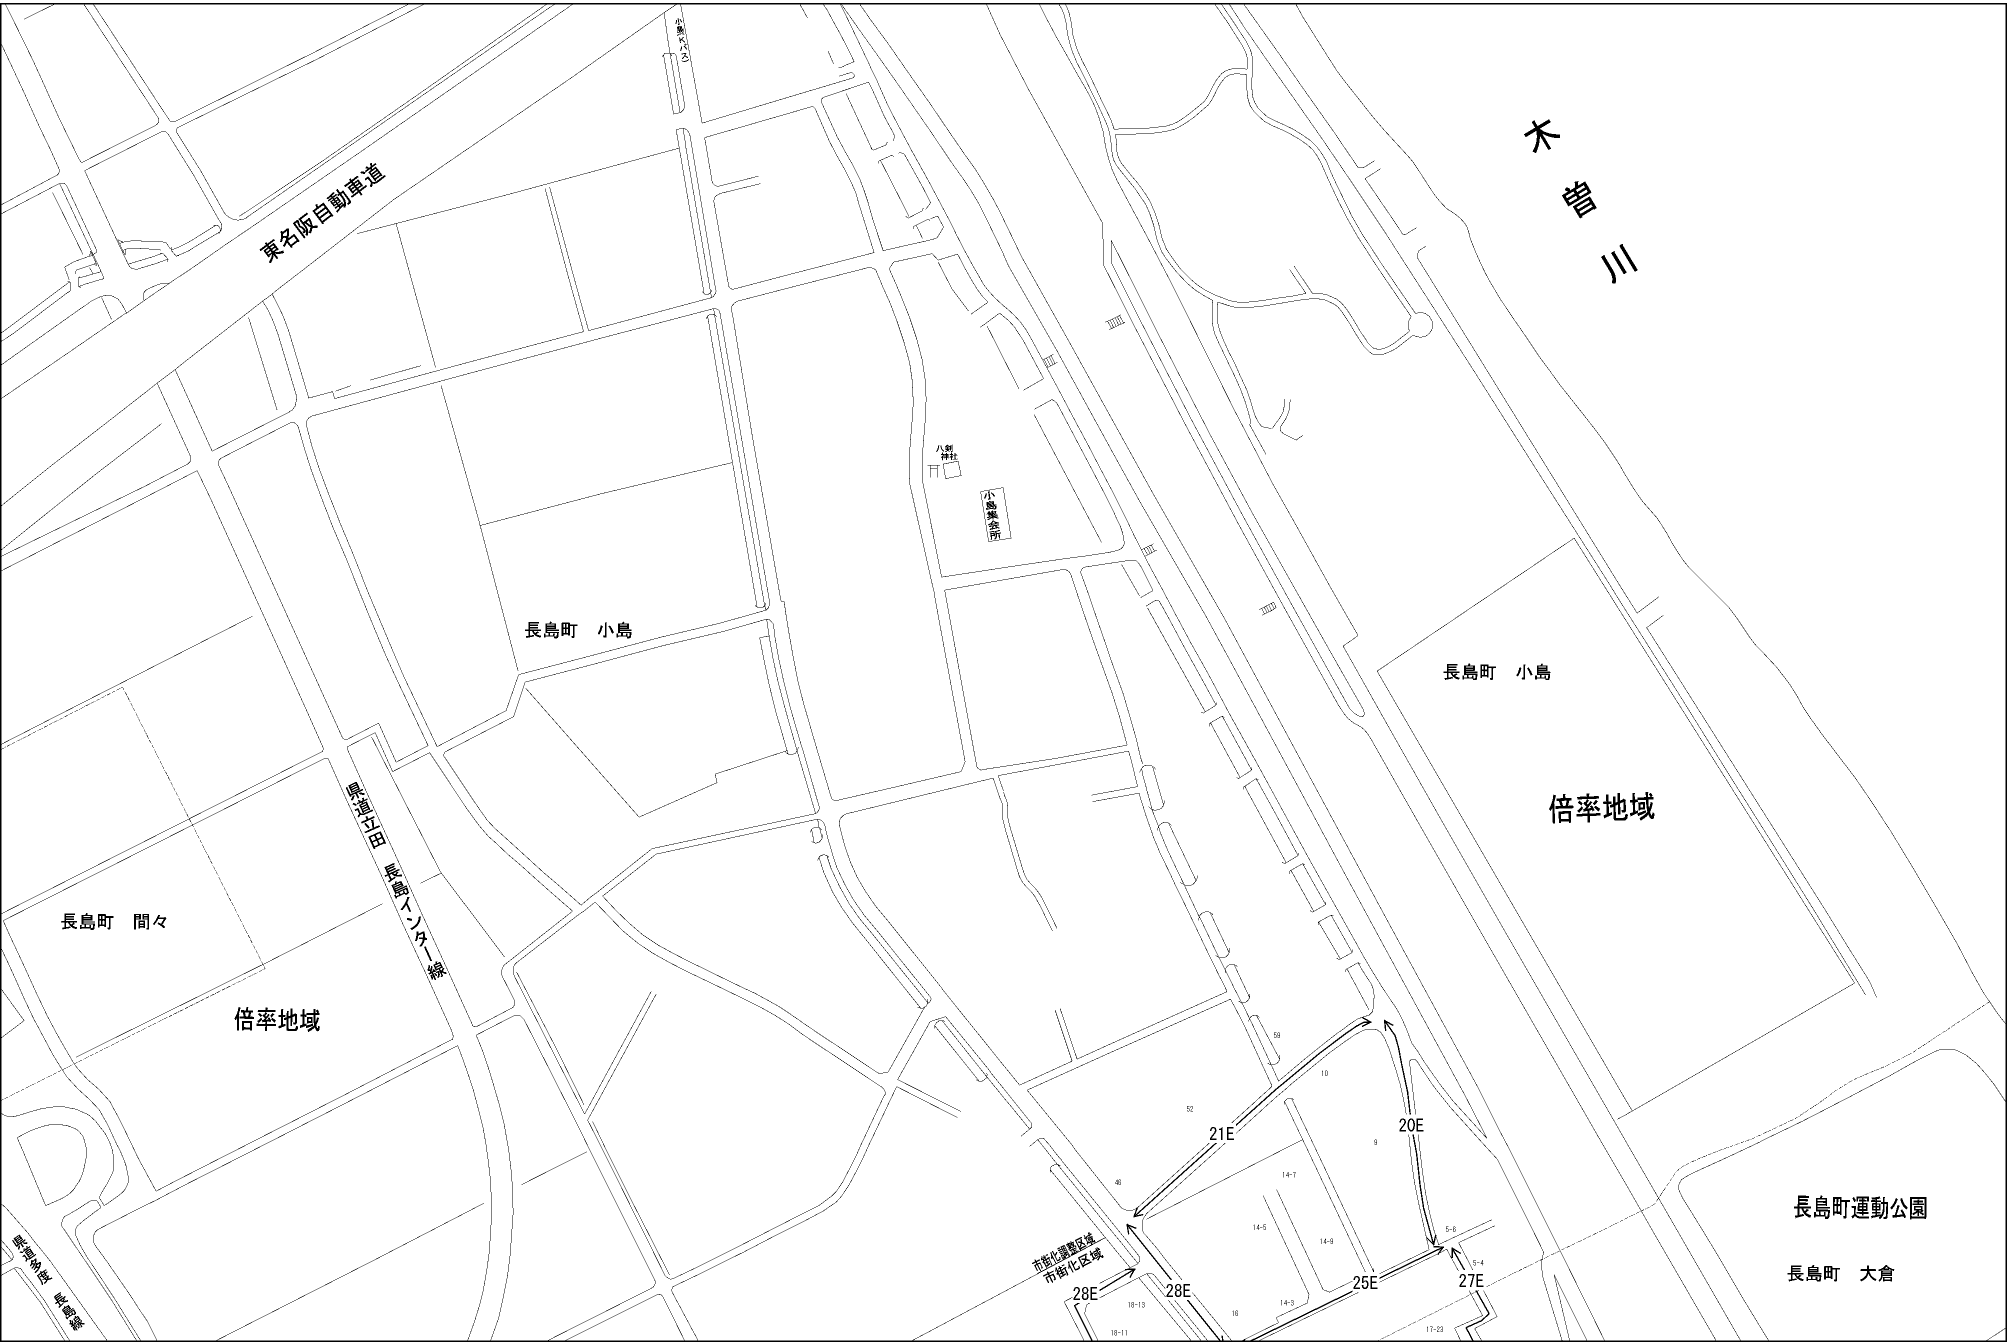 小島Kバス)
東名阪自動車道
木曽川
八剣
神社
小島集会所
長島町　小島
長島町　小島
倍率地域
県道立田　長島インター線
長島町　間々
倍率地域
59
10
52
21E
20E
9
46
14-7
14-5
14-9
5-6
5-4
市街化調整区域
市街化区域
28E
28E
25E
27E
18-13
18-11
16
14-3
17-23
長島町運動公園
長島町　大倉
県道多度　長島線